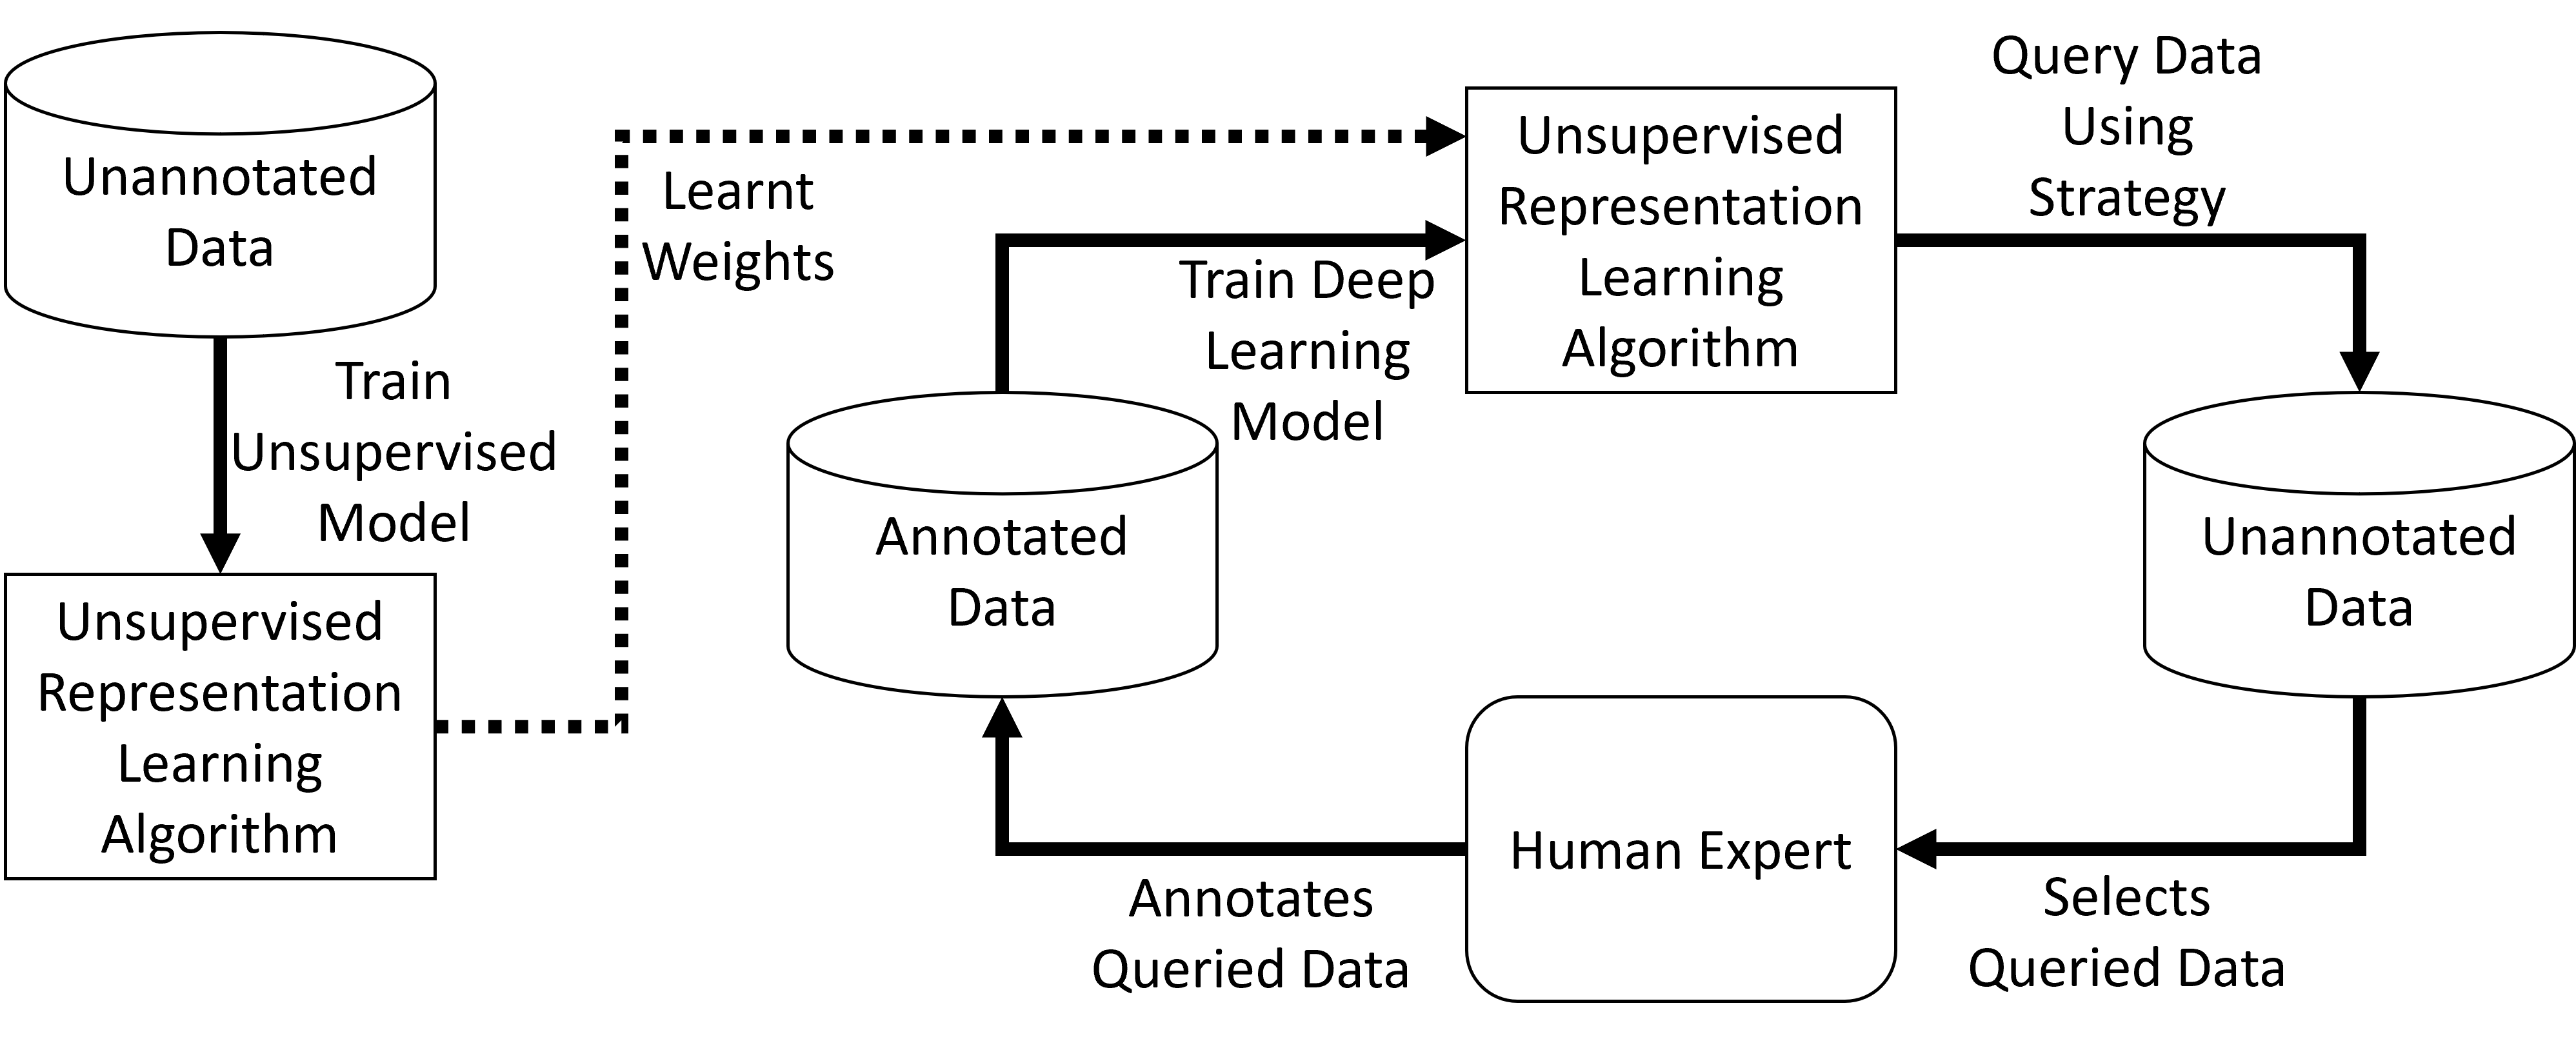 Unannotated
Data
Train
Unsupervised
Model
Unsupervised
Representation
Learning
Algorithm
Learnt
Weights
Annotated
Data
Train Deep
Learning
Model
Unsupervised
Representation
Learning
Algorithm
Query Data
Using
Strategy
Unannotated
Data
Selects
Queried Data
Human Expert
Annotates
Queried Data